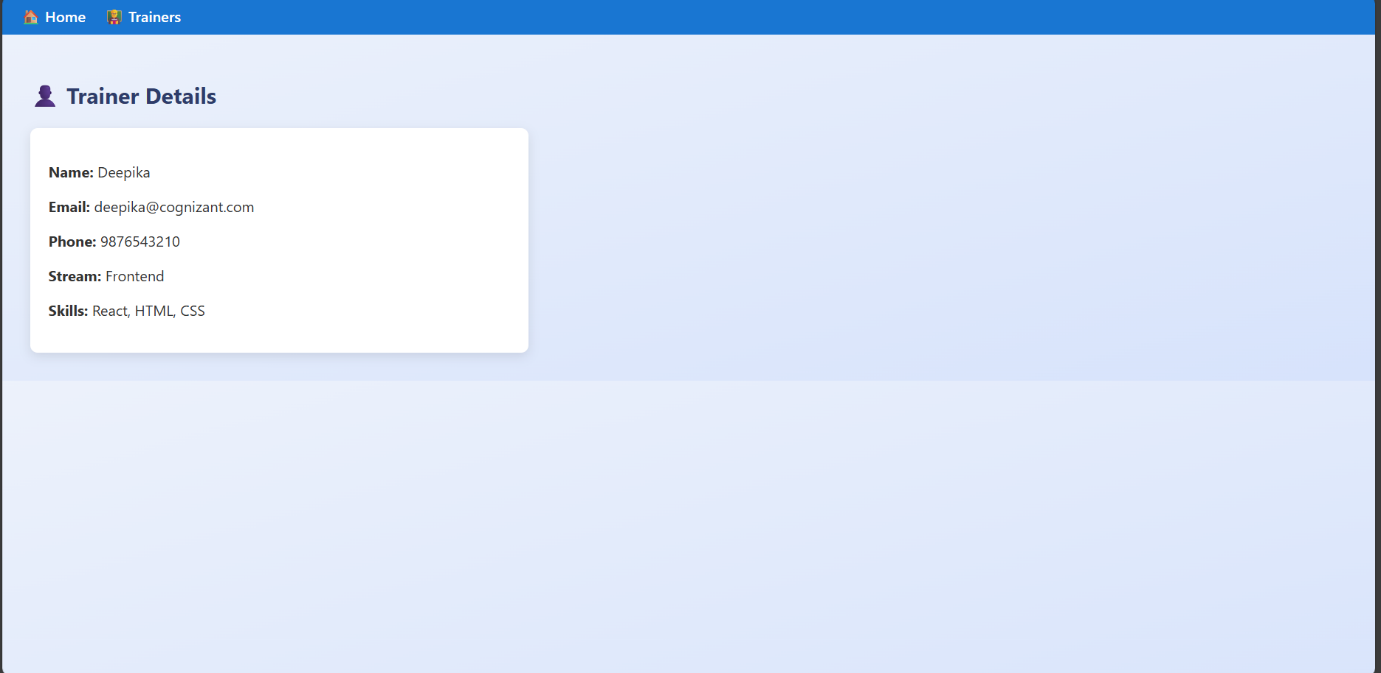 🏠 Home 👩‍🏫 Trainers
👤 Trainer Details
Name: Deepika
Email: deepika@cognizant.com
Phone: 9876543210
Stream: Frontend
Skills: React, HTML, CSS